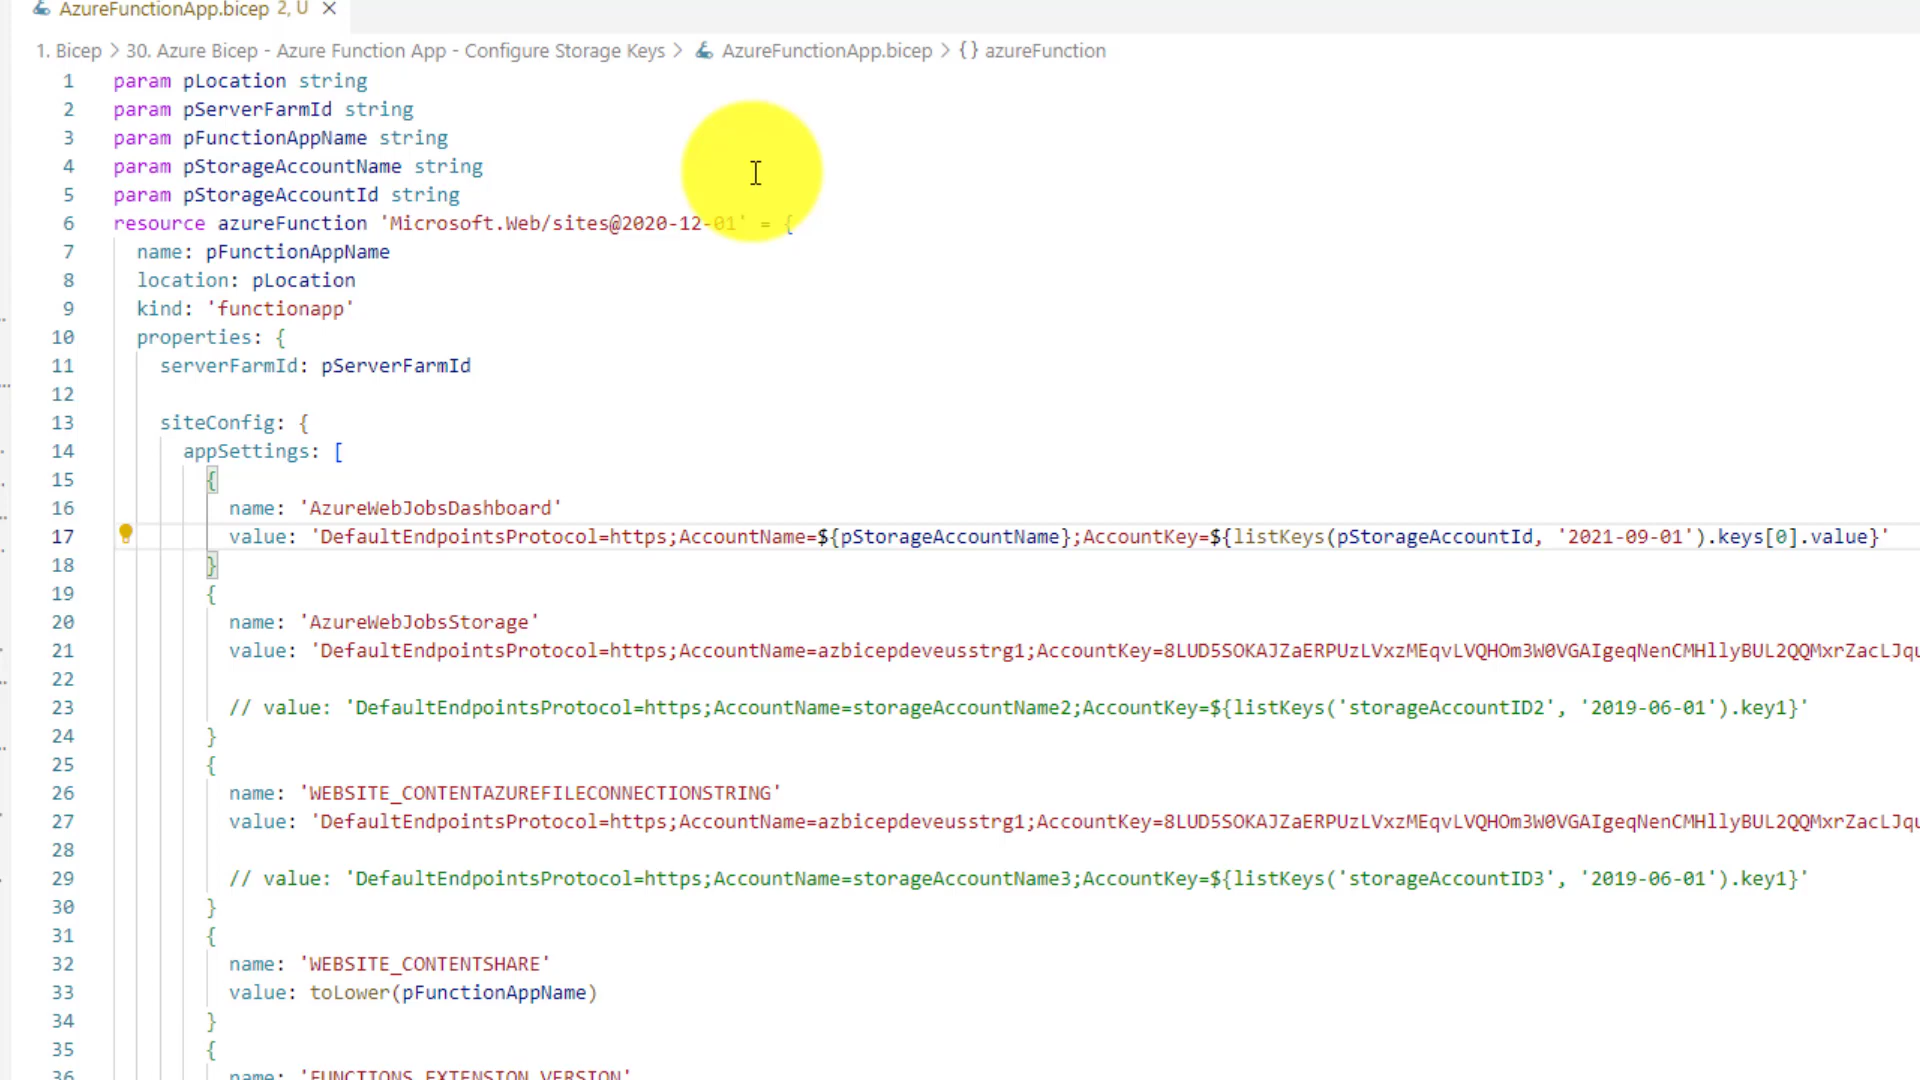 AzureFunctionApp.bicep 2, U
1. Bicep > 30. Azure Bicep - Azure Function App - Configure Storage Keys > AzureFunctionApp.bicep > {} azureFunction
1 param pLocation string
2 param pServerFarmId string
3 param pFunctionAppName string
4 param pStorageAccountName string
5 param pStorageAccountId string
6 resource azureFunction 'Microsoft.Web/sites@2020-12-01' = {
7 name: pFunctionAppName
8 location: pLocation
9 kind: 'functionapp'
10 properties: {
11 serverFarmId: pServerFarmId
12
13 siteConfig: {
14 appSettings: [
15 {
16 name: 'AzureWebJobsDashboard'
17 value: 'DefaultEndpointsProtocol=https;AccountName=${pStorageAccountName};AccountKey=${listKeys(pStorageAccountId, '2021-09-01').keys[0].value}'
18 }
19 {
20 name: 'AzureWebJobsStorage'
21 value: 'DefaultEndpointsProtocol=https;AccountName=azbicepdeveusstrg1;AccountKey=8LUD5SOKAJZaERPUzLVxzMEqvLVQHOm3W0VGAIgeqNenCMHllyBUL2QQMxrZacLJqu
22
23 // value: 'DefaultEndpointsProtocol=https;AccountName=storageAccountName2;AccountKey=${listKeys('storageAccountID2', '2019-06-01').key1}'
24 }
25 {
26 name: 'WEBSITE_CONTENTAZUREFILECONNECTIONSTRING'
27 value: 'DefaultEndpointsProtocol=https;AccountName=azbicepdeveusstrg1;AccountKey=8LUD5SOKAJZaERPUzLVxzMEqvLVQHOm3W0VGAIgeqNenCMHllyBUL2QQMxrZacLJqu
28
29 // value: 'DefaultEndpointsProtocol=https;AccountName=storageAccountName3;AccountKey=${listKeys('storageAccountID3', '2019-06-01').key1}'
30 }
31 {
32 name: 'WEBSITE_CONTENTSHARE'
33 value: toLower(pFunctionAppName)
34 }
35 {
36 name: 'FUNCTIONS_EXTENSION_VERSION'